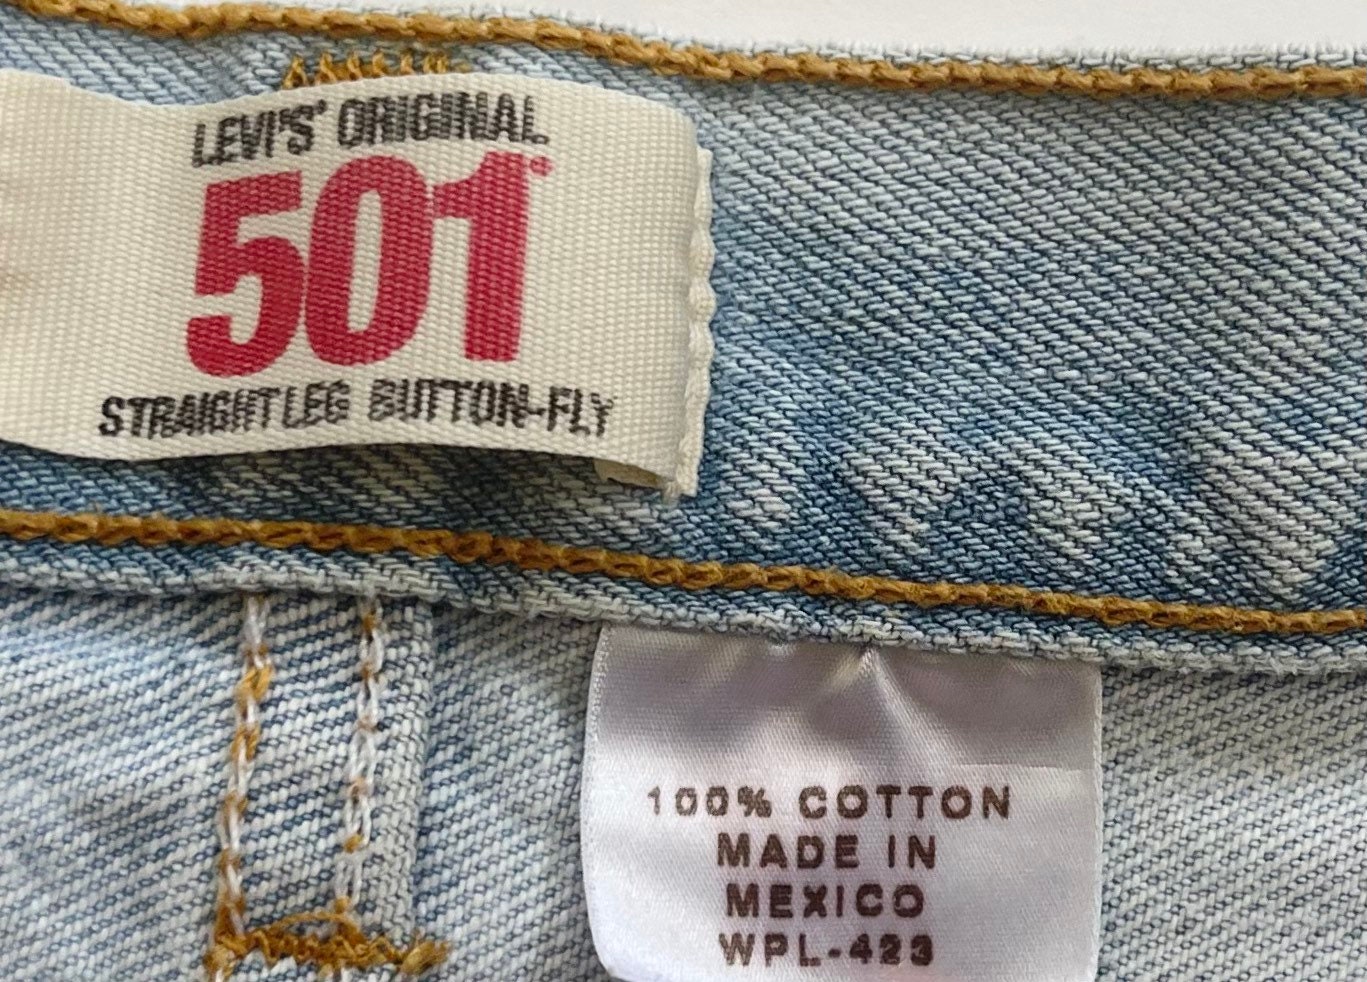 LEVI'S® ORIGINAL
501®
STRAIGHT LEG BUTTON-FLY
100% COTTON
MADE IN
MEXICO
WPL-423